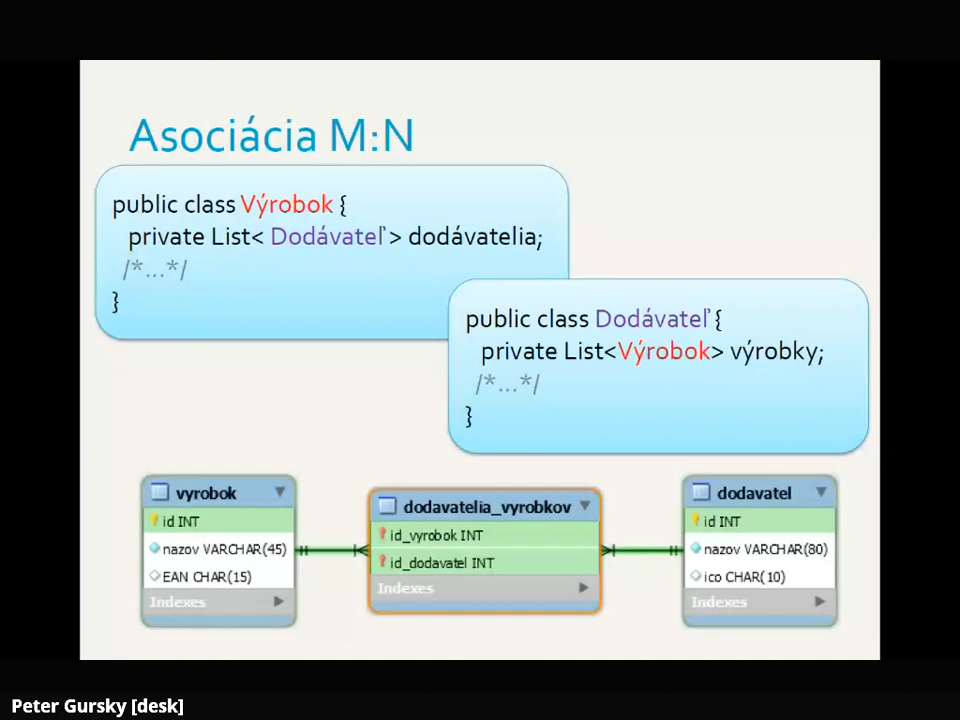 Asociácia M:N
public class Výrobok {
private List< Dodávateľ > dodávatelia;
/*...*/
}
public class Dodávateľ {
private List<Výrobok> výrobky;
/*...*/
}
vyrobok
id INT
nazov VARCHAR(45)
EAN CHAR(15)
Indexes
dodavatelia_vyrobkov
id_vyrobok INT
id_dodavatel INT
Indexes
dodavatel
id INT
nazov VARCHAR(80)
ico CHAR(10)
Indexes
Peter Gursky [desk]